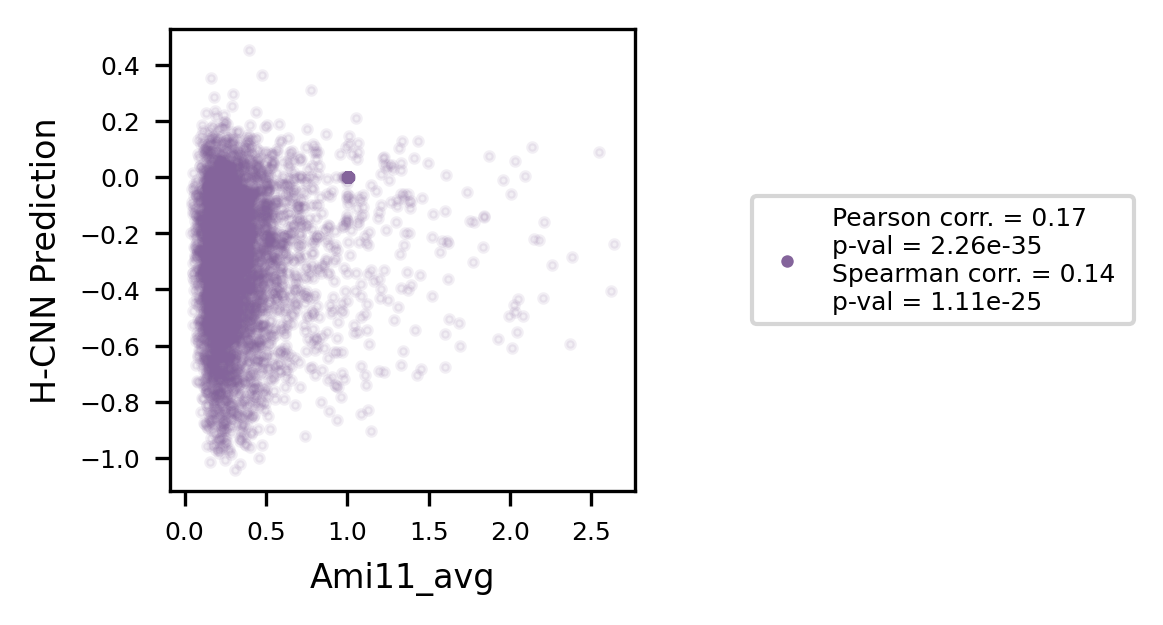 H-CNN Prediction
0.4
0.2
0.0
−0.2
−0.4
−0.6
−0.8
−1.0
0.0 0.5 1.0 1.5 2.0 2.5
Ami11_avg
Pearson corr. = 0.17
p-val = 2.26e-35
Spearman corr. = 0.14
p-val = 1.11e-25